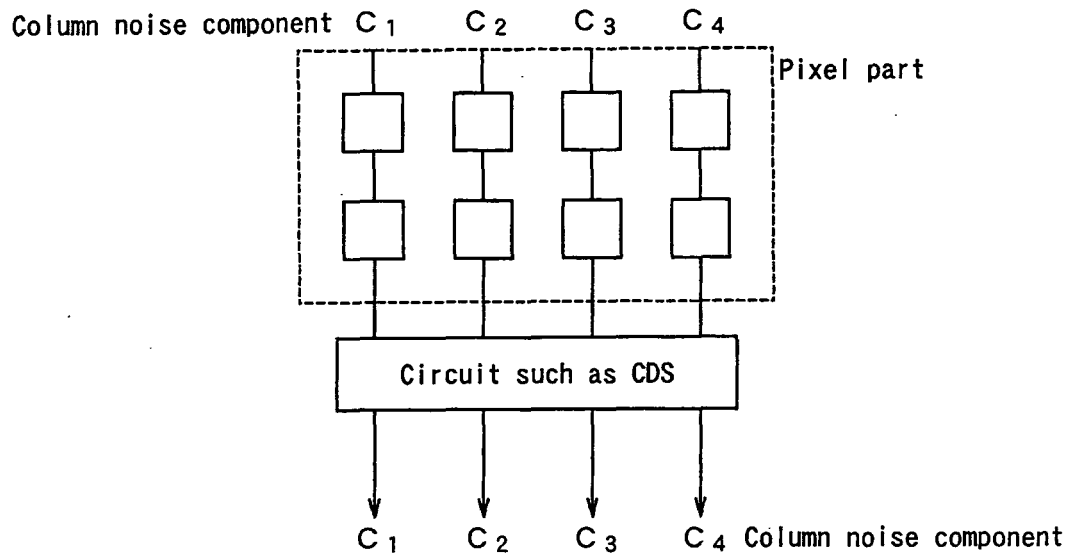 Column noise component C₁ C₂ C₃ C₄
Pixel part
Circuit such as CDS
C₁ C₂ C₃ C₄ Column noise component